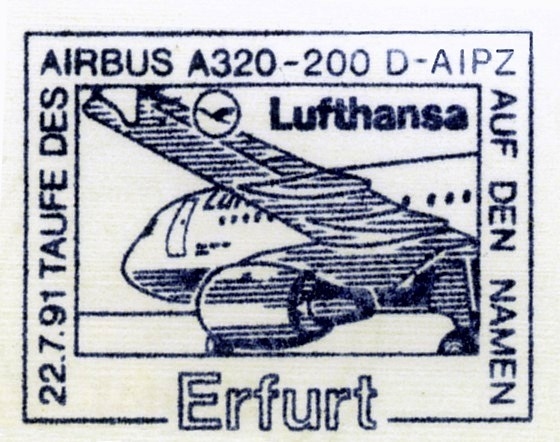 22.7.91 TAUFE DES
AIRBUS A320-200 D-AIPZ
AUF DEN NAMEN
Lufthansa
Erfurt